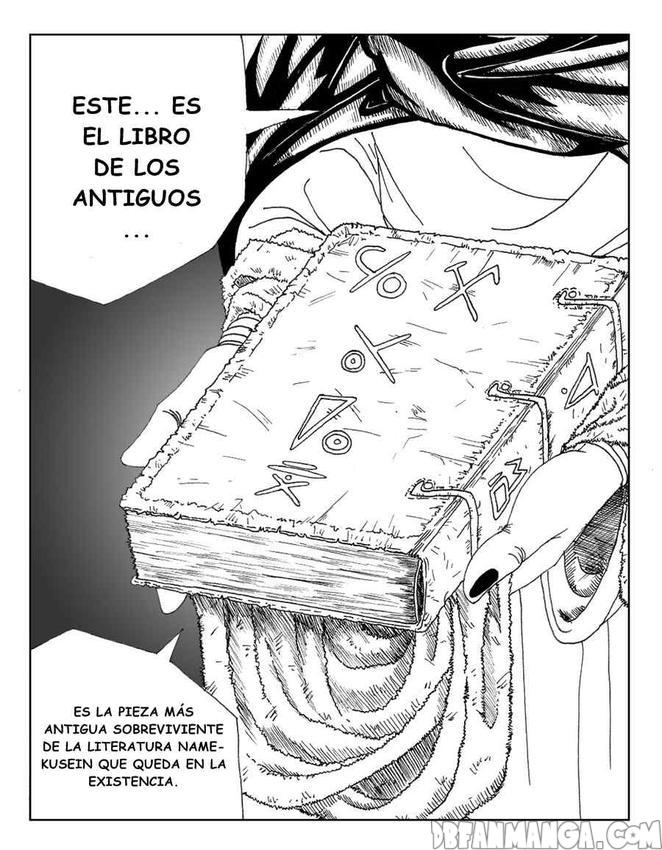 ESTE... ES
EL LIBRO
DE LOS
ANTIGUOS
...
ES LA PIEZA MÁS
ANTIGUA SOBREVIVIENTE
DE LA LITERATURA NAME-
KUSEIN QUE QUEDA EN LA
EXISTENCIA.
DBFANMANGA.COM